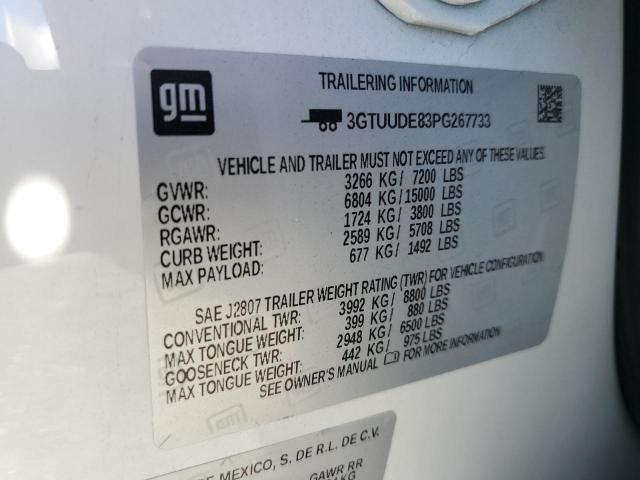 gm
TRAILERING INFORMATION
3GTUUDE83PG267733
VEHICLE AND TRAILER MUST NOT EXCEED ANY OF THESE VALUES.
GVWR: 3266 KG/ 7200 LBS
GCWR: 6804 KG/15000 LBS
RGAWR: 1724 KG/ 3800 LBS
CURB WEIGHT: 2589 KG/ 5708 LBS
MAX PAYLOAD: 677 KG/ 1492 LBS
SAE J2807 TRAILER WEIGHT RATING (TWR) FOR VEHICLE CONFIGURATION.
CONVENTIONAL TWR: 3992 KG/ 8800 LBS
MAX TONGUE WEIGHT: 399 KG/ 880 LBS
GOOSENECK TWR: 2948 KG/ 6500 LBS
MAX TONGUE WEIGHT: 442 KG/ 975 LBS
SEE OWNER'S MANUAL FOR MORE INFORMATION
DE MEXICO, S. DE R.L. DE C.V.
GAWR RR
KG